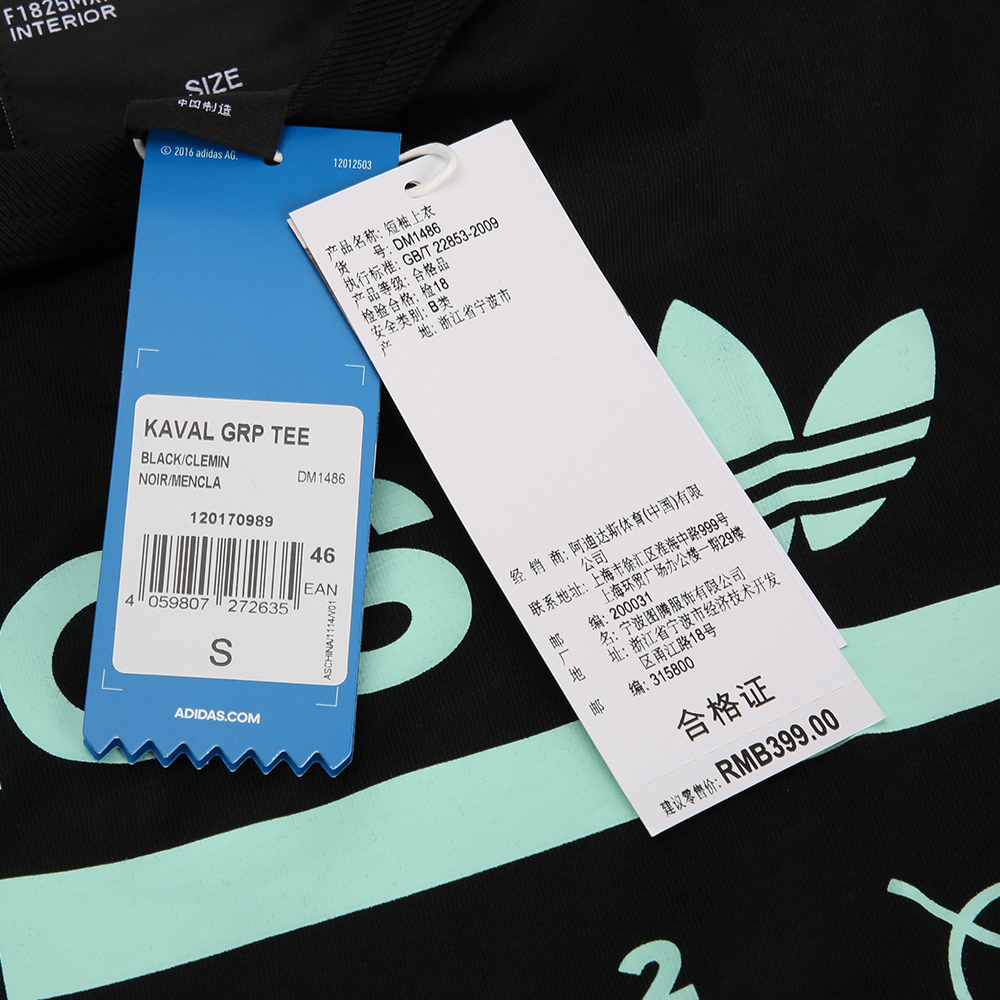 INTERIOR
SIZE
中国制造
© 2016 adidas AG.
12012503
KAVAL GRP TEE
BLACK/CLEMIN
NOIR/MENCLA
DM1486
120170989
46
EAN
4 059807 272635
S
ASCHINA/1114/V01
ADIDAS.COM
产品名称: 短袖上衣
货 号: DM1486
执行标准: GB/T 22853-2009
产品等级: 合格品
检验合格: 检18
安全类别: B类
产 地: 浙江省宁波市
经 销 商: 阿迪达斯体育(中国)有限
公司
联系地址: 上海市徐汇区淮海中路999号
上海环贸广场办公楼一期29楼
邮 编: 200031
厂 名: 宁波图腾服饰有限公司
地 址: 浙江省宁波市经济技术开发
区甬江路18号
邮 编: 315800
合格证
建议零售价: RMB399.00
2